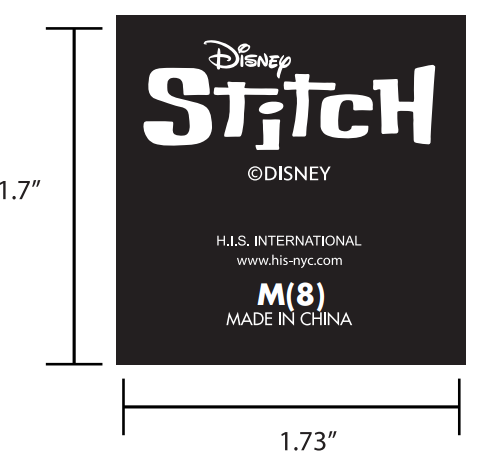 Disney
Stitch
©DISNEY
1.7"
H.I.S. INTERNATIONAL
www.his-nyc.com
M(8)
MADE IN CHINA
1.73"